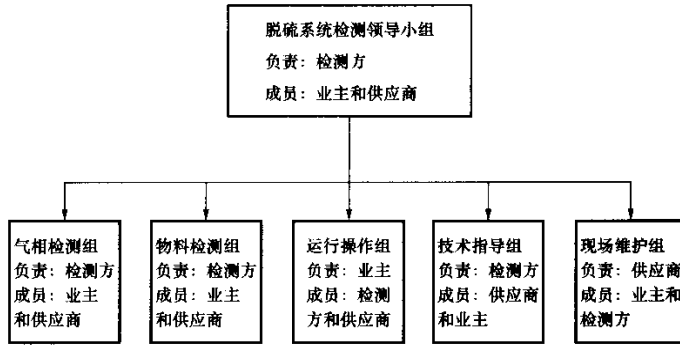 脱硫系统检测领导小组
负责：检测方
成员：业主和供应商
气相检测组
负责：检测方
成员：业主
和供应商
物料检测组
负责：检测方
成员：业主
和供应商
运行操作组
负责：业主
成员：检测
方和供应商
技术指导组
负责：检测方
成员：供应商
和业主
现场维护组
负责：供应商
成员：业主和
检测方